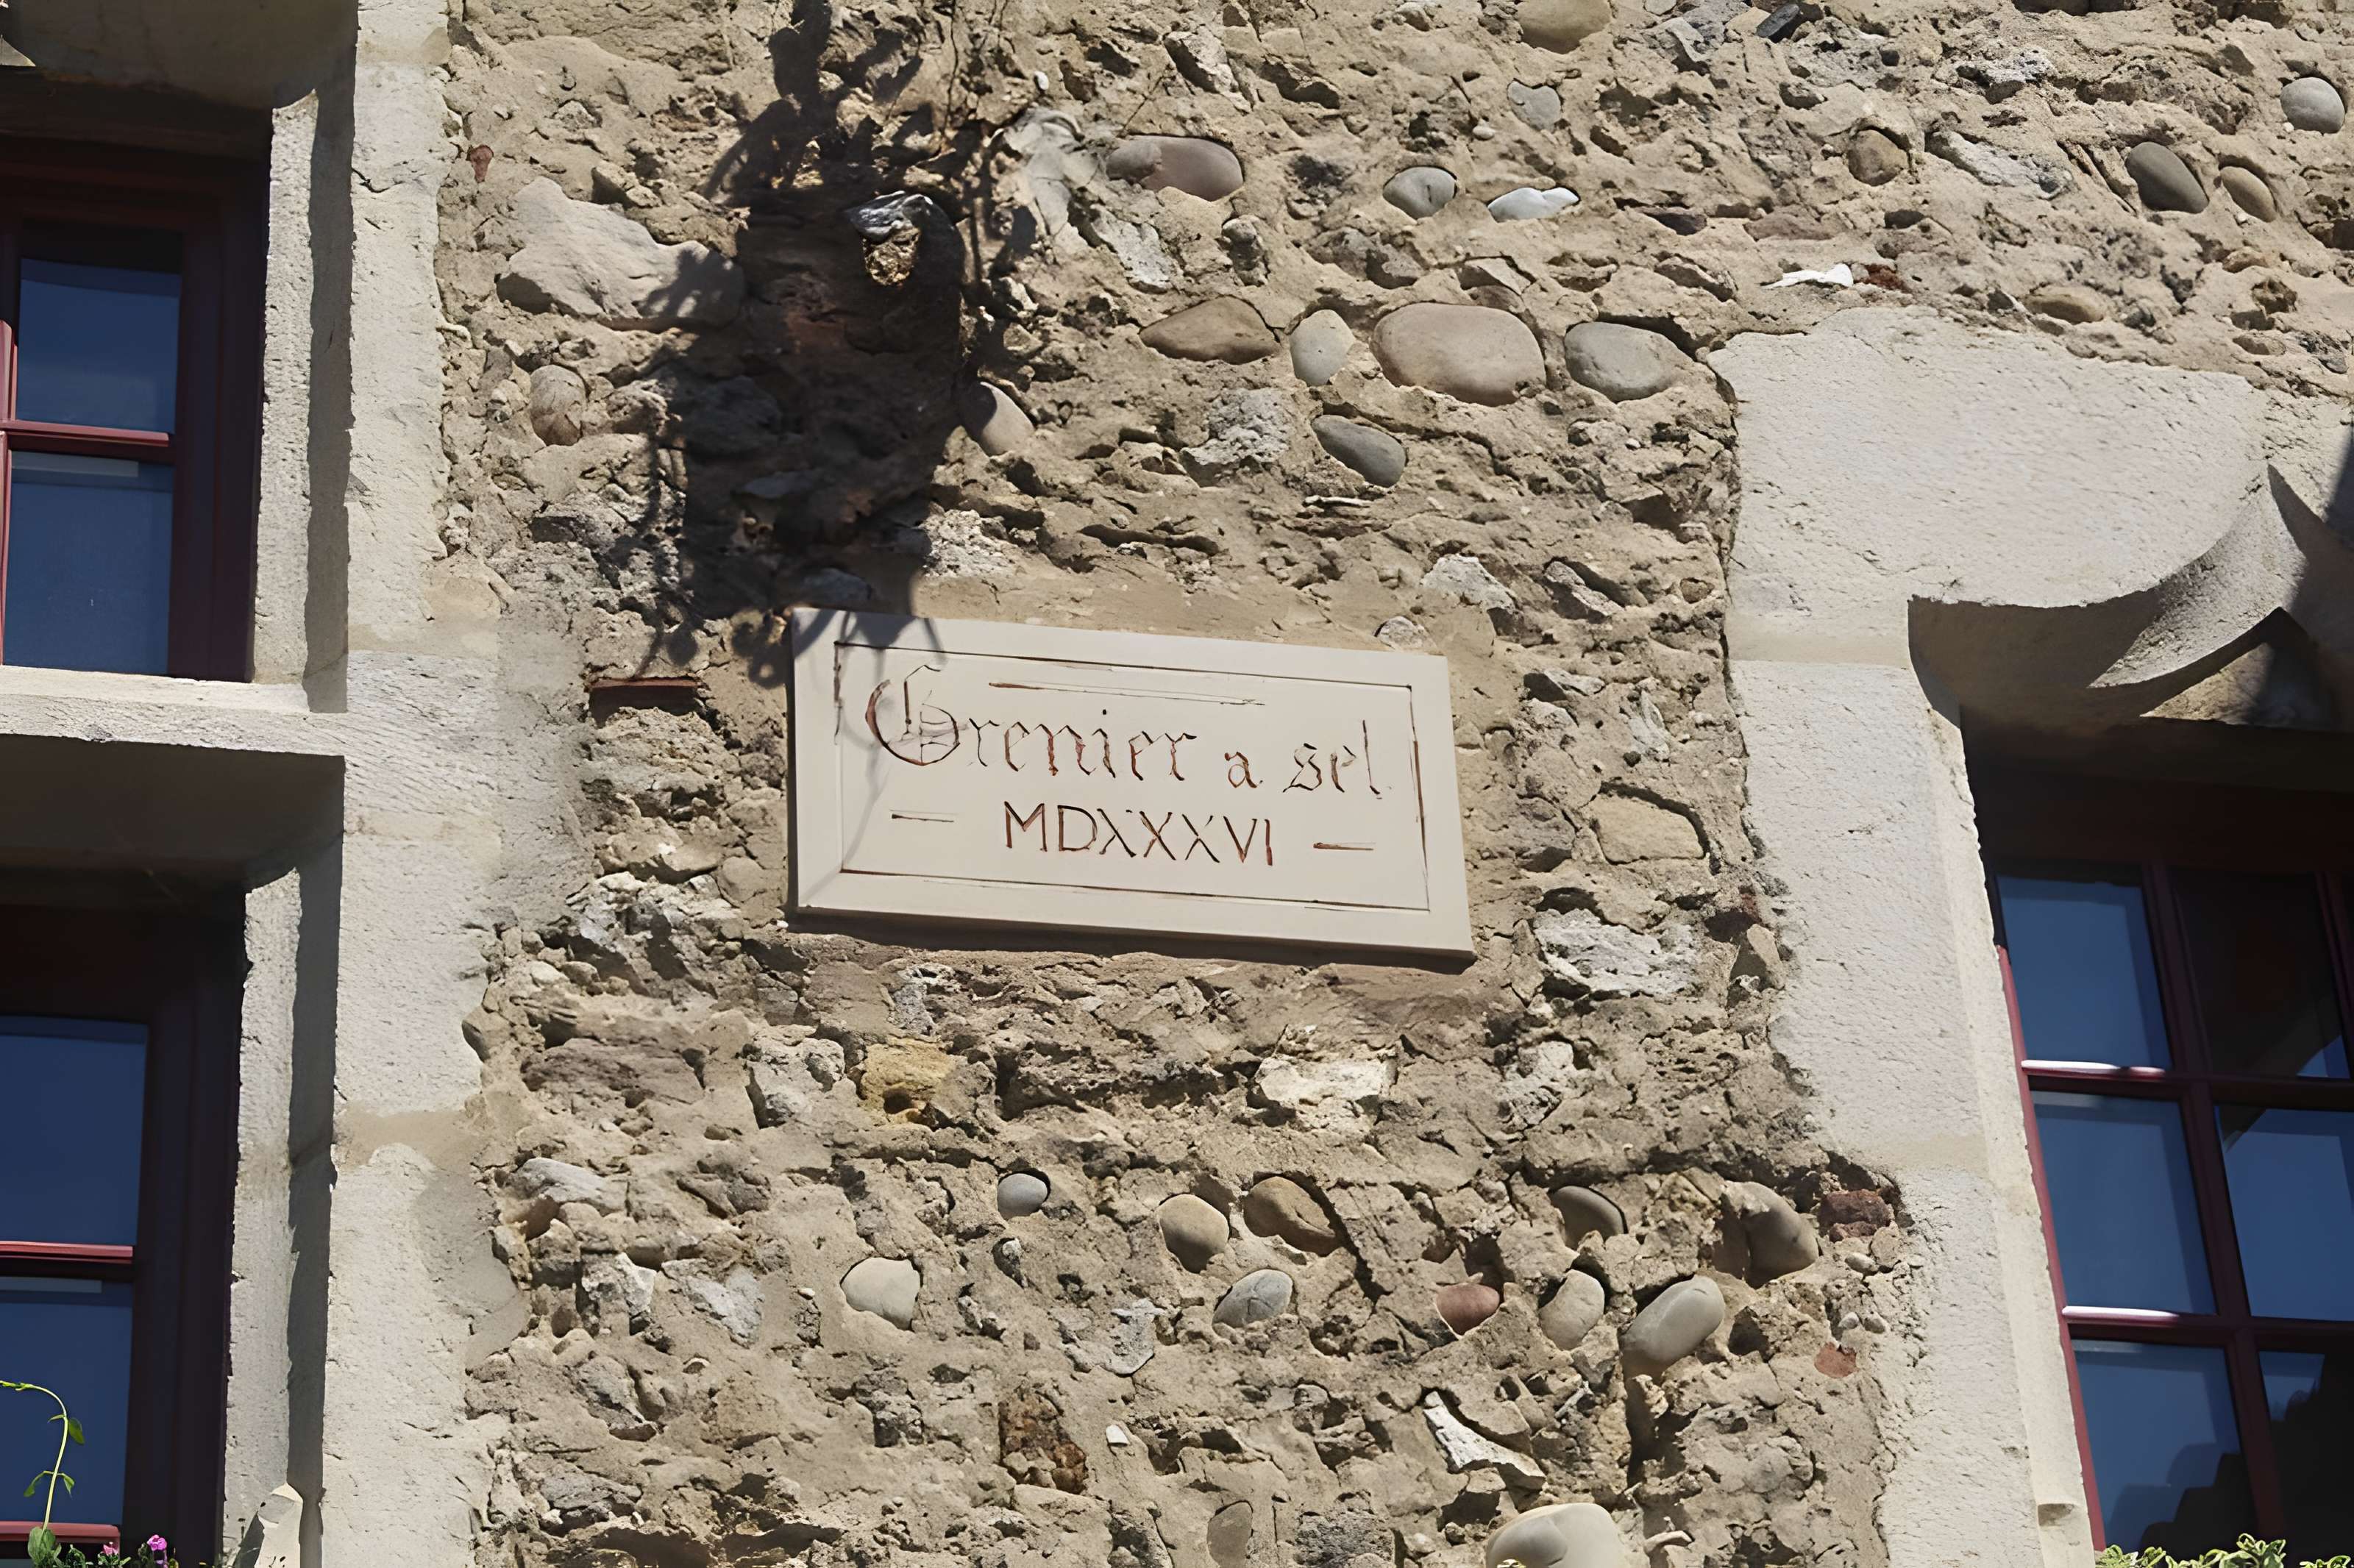 Grenier a sel
— MDXXXVI —